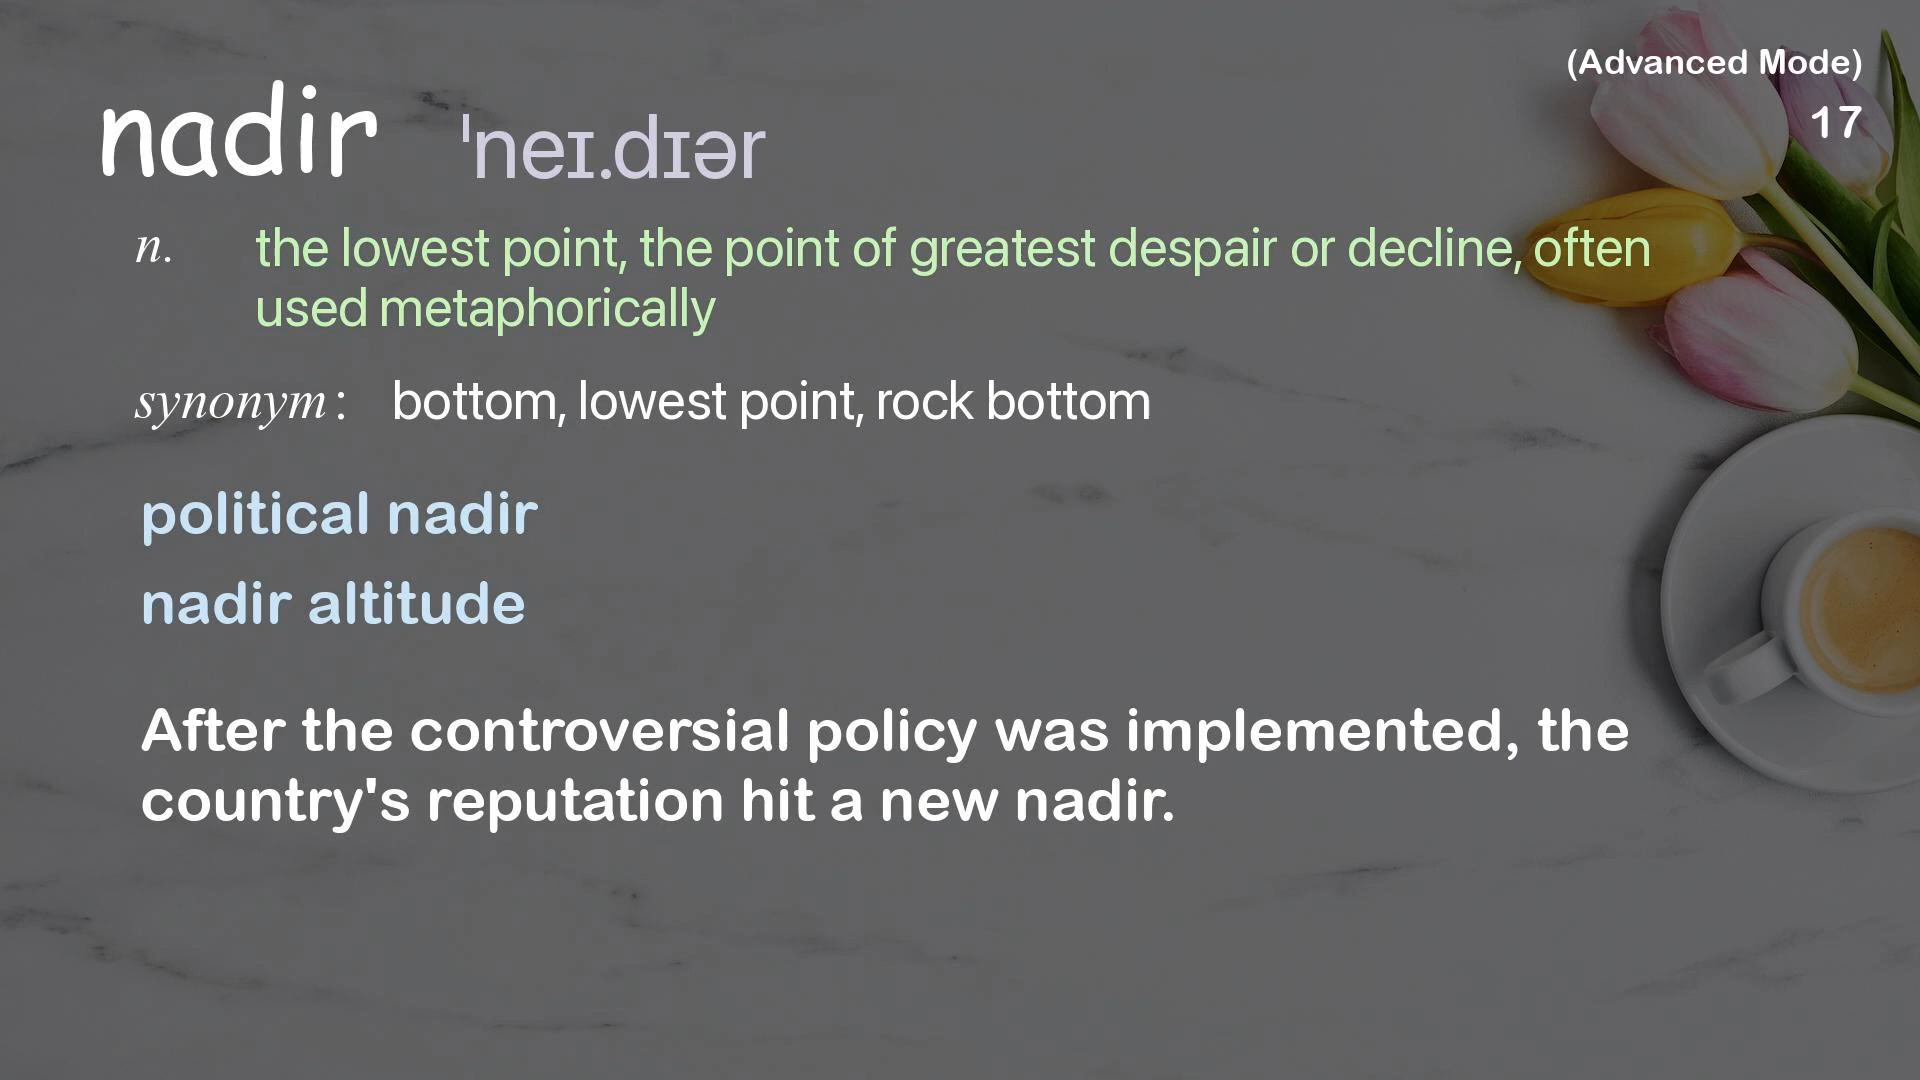 (Advanced Mode)
17
nadir ˈneɪ.dɪər
n. the lowest point, the point of greatest despair or decline, often
used metaphorically
synonym : bottom, lowest point, rock bottom
political nadir
nadir altitude
After the controversial policy was implemented, the
country's reputation hit a new nadir.